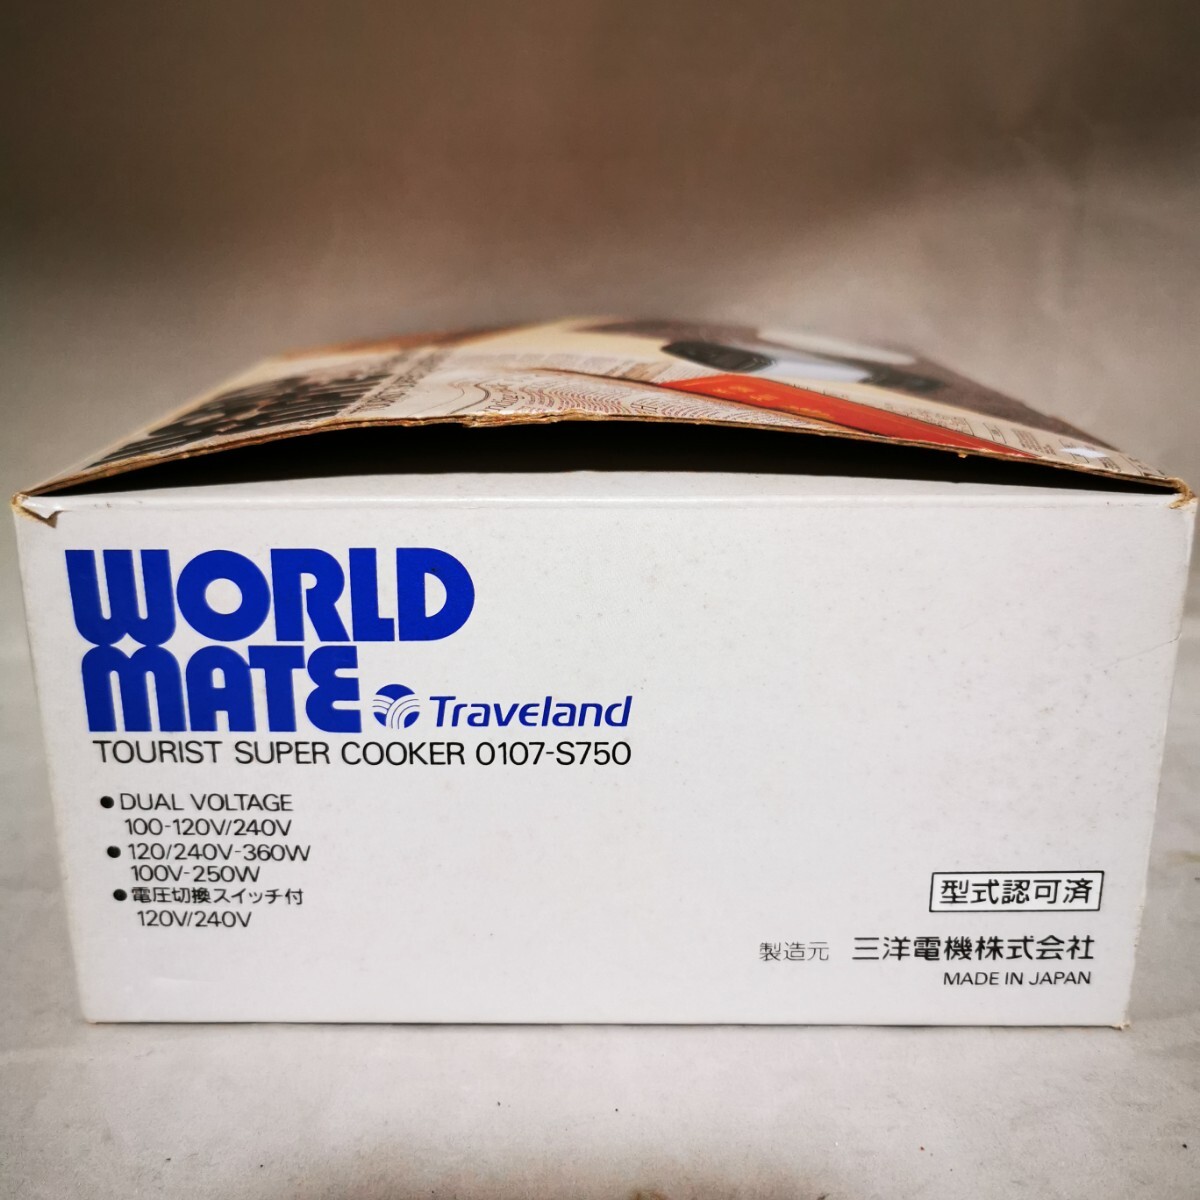 WORLD
MATE Traveland
TOURIST SUPER COOKER 0107-S750
● DUAL VOLTAGE
100-120V/240V
● 120/240V-360W
100V-250W
● 電圧切換スイッチ付
120V/240V
型式認可済
製造元 三洋電機株式会社
MADE IN JAPAN